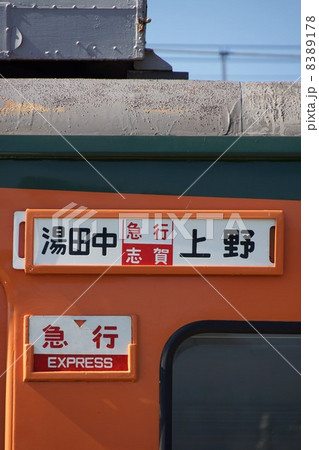 湯田中 急行 上野
志賀
急行
EXPRESS
pixta
pixta.jp - 8389178